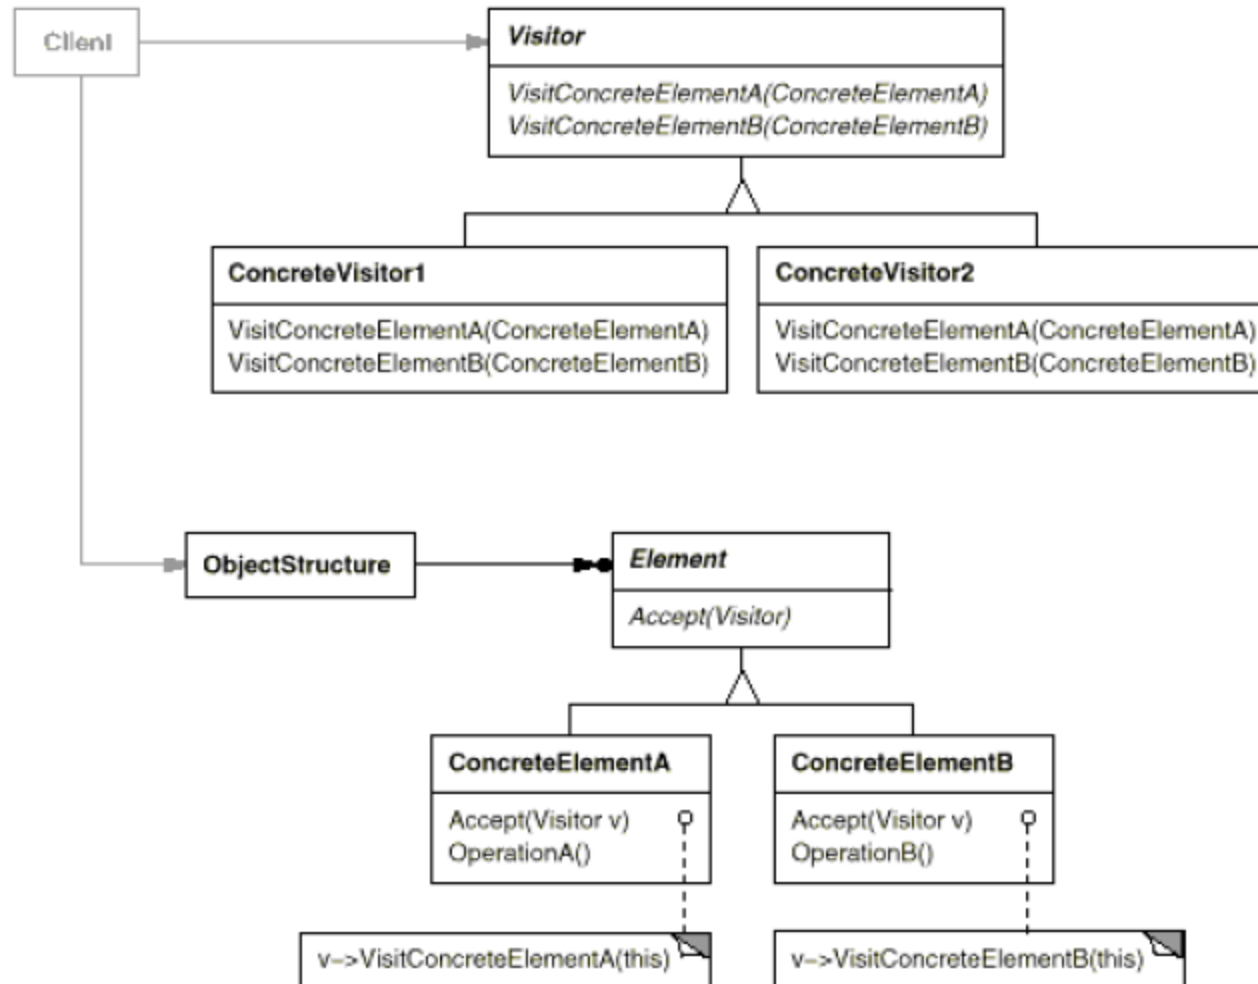 Client
Visitor
VisitConcreteElementA(ConcreteElementA)
VisitConcreteElementB(ConcreteElementB)
ConcreteVisitor1
VisitConcreteElementA(ConcreteElementA)
VisitConcreteElementB(ConcreteElementB)
ConcreteVisitor2
VisitConcreteElementA(ConcreteElementA)
VisitConcreteElementB(ConcreteElementB)
ObjectStructure
Element
Accept(Visitor)
ConcreteElementA
Accept(Visitor v)
OperationA()
ConcreteElementB
Accept(Visitor v)
OperationB()
v–>VisitConcreteElementA(this)
v–>VisitConcreteElementB(this)